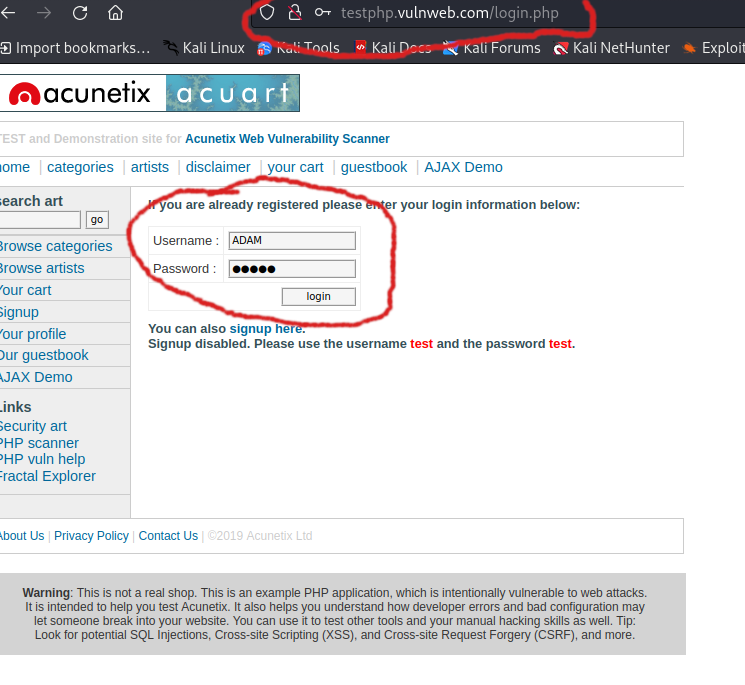 testphp.vulnweb.com/login.php
Import bookmarks… Kali Linux Kali Tools Kali Docs Kali Forums Kali NetHunter Exploit
acunetix acuart
TEST and Demonstration site for Acunetix Web Vulnerability Scanner
home | categories | artists | disclaimer | your cart | guestbook | AJAX Demo
search art
go
Browse categories
Browse artists
Your cart
Signup
Your profile
Our guestbook
AJAX Demo
Links
Security art
PHP scanner
PHP vuln help
Fractal Explorer
If you are already registered please enter your login information below:
Username : ADAM
Password : ●●●●●
login
You can also signup here.
Signup disabled. Please use the username test and the password test.
About Us | Privacy Policy | Contact Us | ©2019 Acunetix Ltd
Warning: This is not a real shop. This is an example PHP application, which is intentionally vulnerable to web attacks.
It is intended to help you test Acunetix. It also helps you understand how developer errors and bad configuration may
let someone break into your website. You can use it to test other tools and your manual hacking skills as well. Tip:
Look for potential SQL Injections, Cross-site Scripting (XSS), and Cross-site Request Forgery (CSRF), and more.